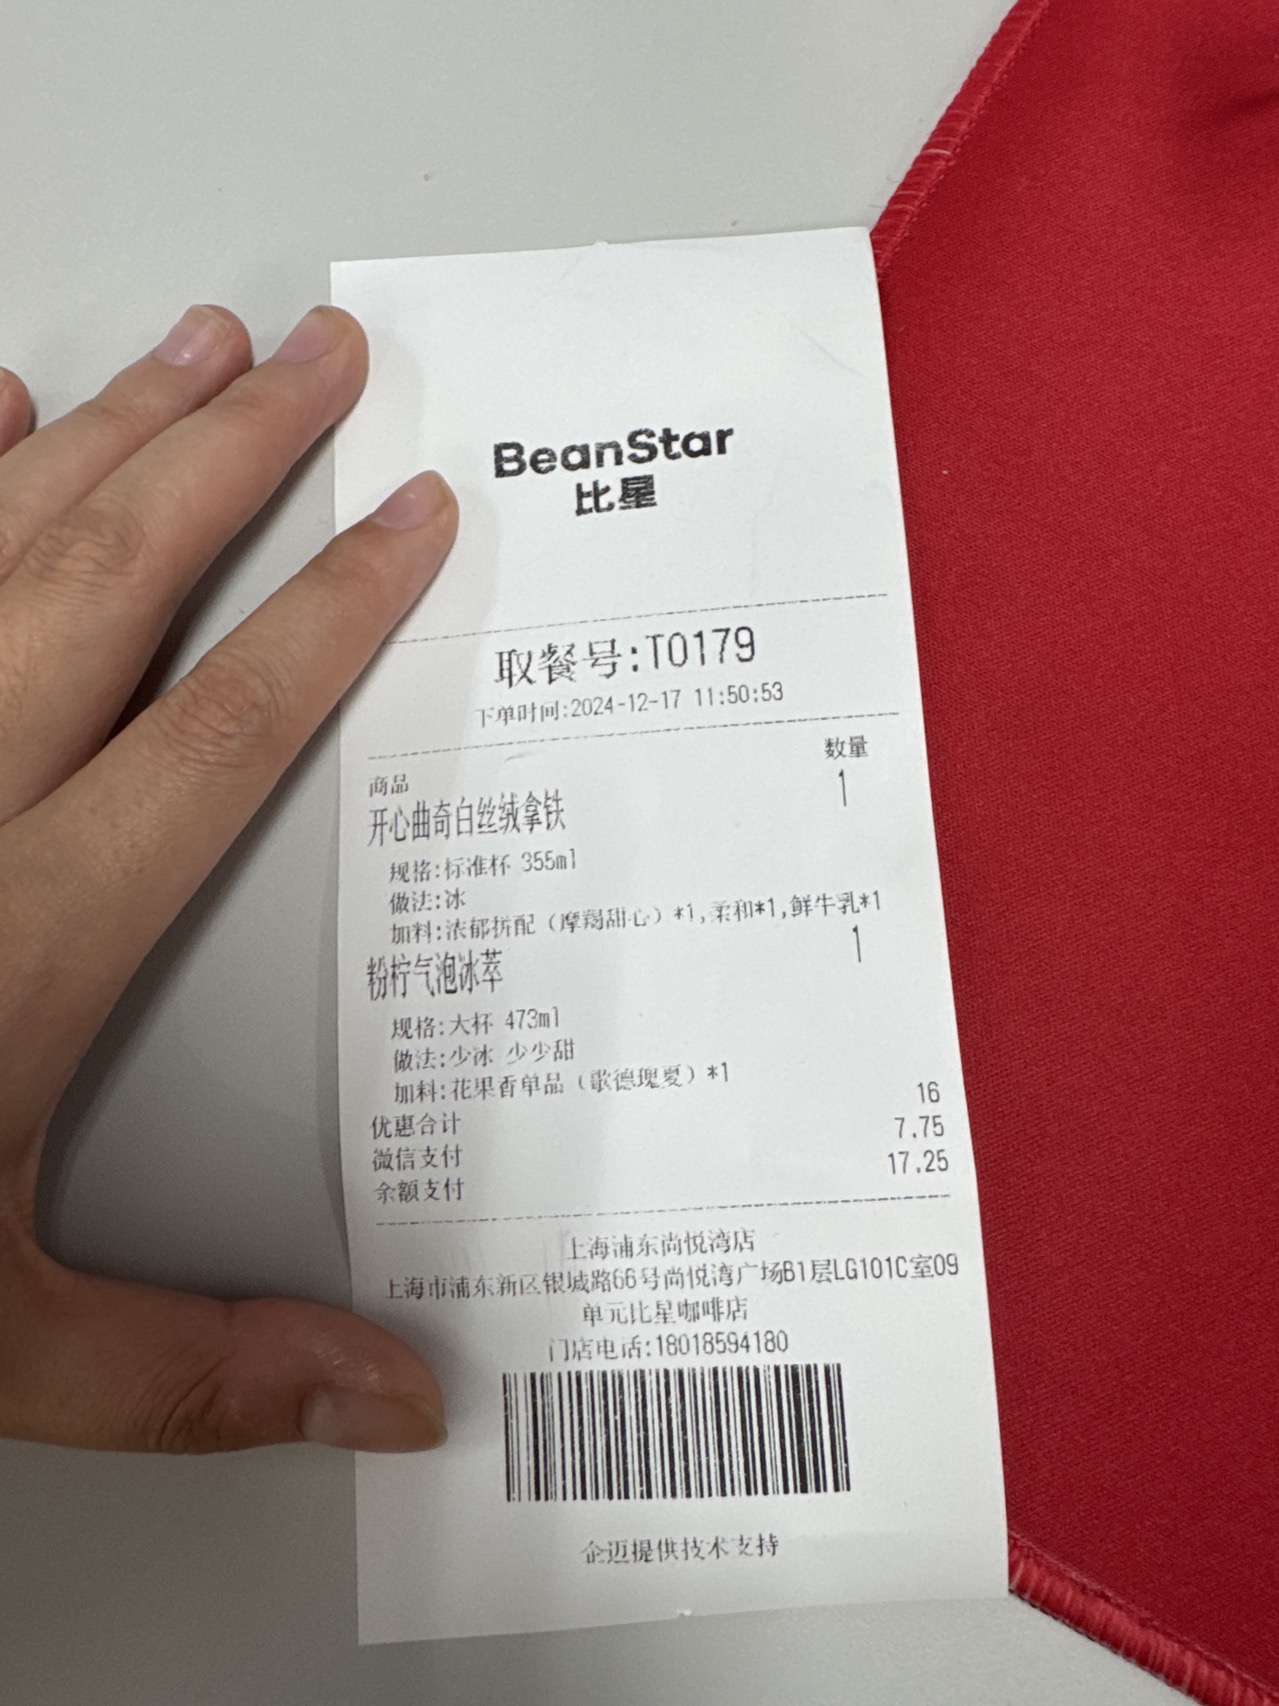 BeanStar
比星
取餐号:T0179
下单时间:2024-12-17 11:50:53
商品 数量
开心曲奇白丝绒拿铁 1
规格:标准杯 355ml
做法:冰
加料:浓郁拼配（摩羯甜心）*1,柔和*1,鲜牛乳*1
粉柠气泡冰萃 1
规格:大杯 473ml
做法:少冰 少少甜
加料:花果香单品（歌德瑰夏）*1
优惠合计 16
微信支付 7.75
余额支付 17.25
上海浦东尚悦湾店
上海市浦东新区银城路66号尚悦湾广场B1层LG101C室09
单元比星咖啡店
门店电话:18018594180
企迈提供技术支持